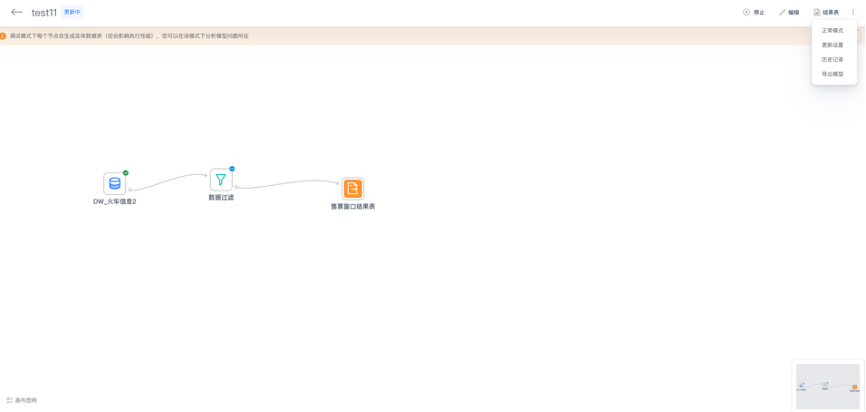 test11 更新中 停止 编辑 结果表
调试模式下每个节点会生成实体数据表（但会影响执行性能），您可以在该模式下分析模型问题所在
正常模式
更新设置
历史记录
导出模型
DW_火车信息2
数据过滤
售票窗口结果表
画布图例